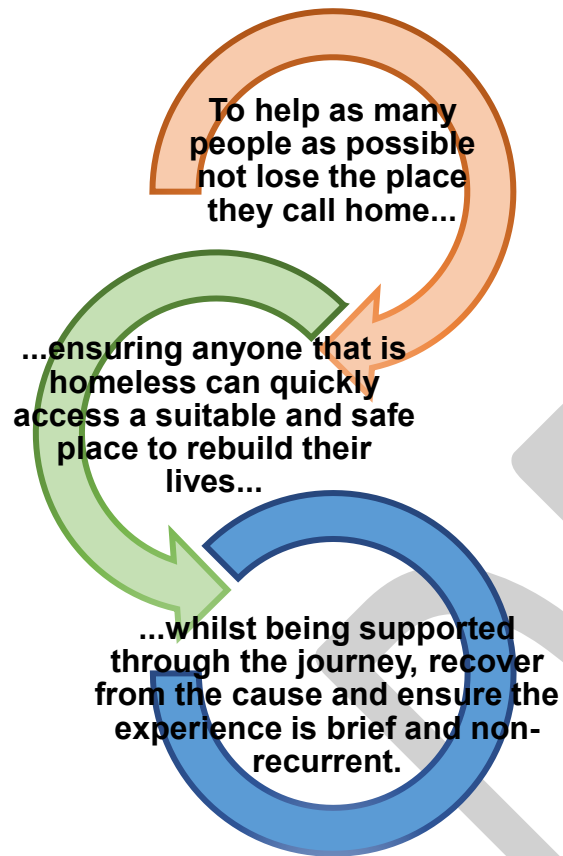 To help as many
people as possible
not lose the place
they call home...
...ensuring anyone that is
homeless can quickly
access a suitable and safe
place to rebuild their
lives...
...whilst being supported
through the journey, recover
from the cause and ensure the
experience is brief and non-
recurrent.